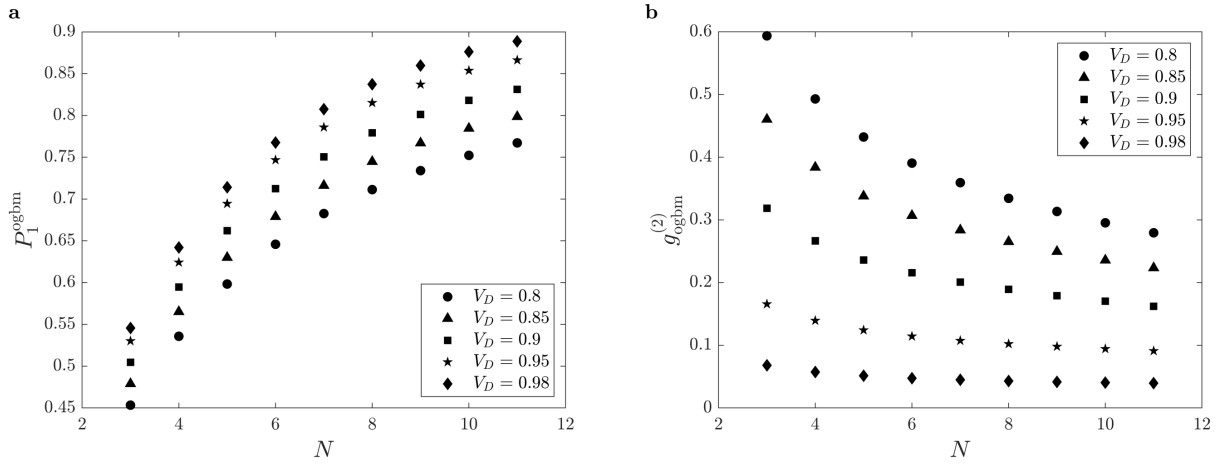 a
0.9
0.85
0.8
0.75
0.7
0.65
0.6
0.55
0.5
0.45
P_1^ogbm
2
4
6
8
10
12
N
V_D = 0.8
V_D = 0.85
V_D = 0.9
V_D = 0.95
V_D = 0.98
b
0.6
0.5
0.4
0.3
0.2
0.1
0
g_ogbm^(2)
2
4
6
8
10
12
N
V_D = 0.8
V_D = 0.85
V_D = 0.9
V_D = 0.95
V_D = 0.98